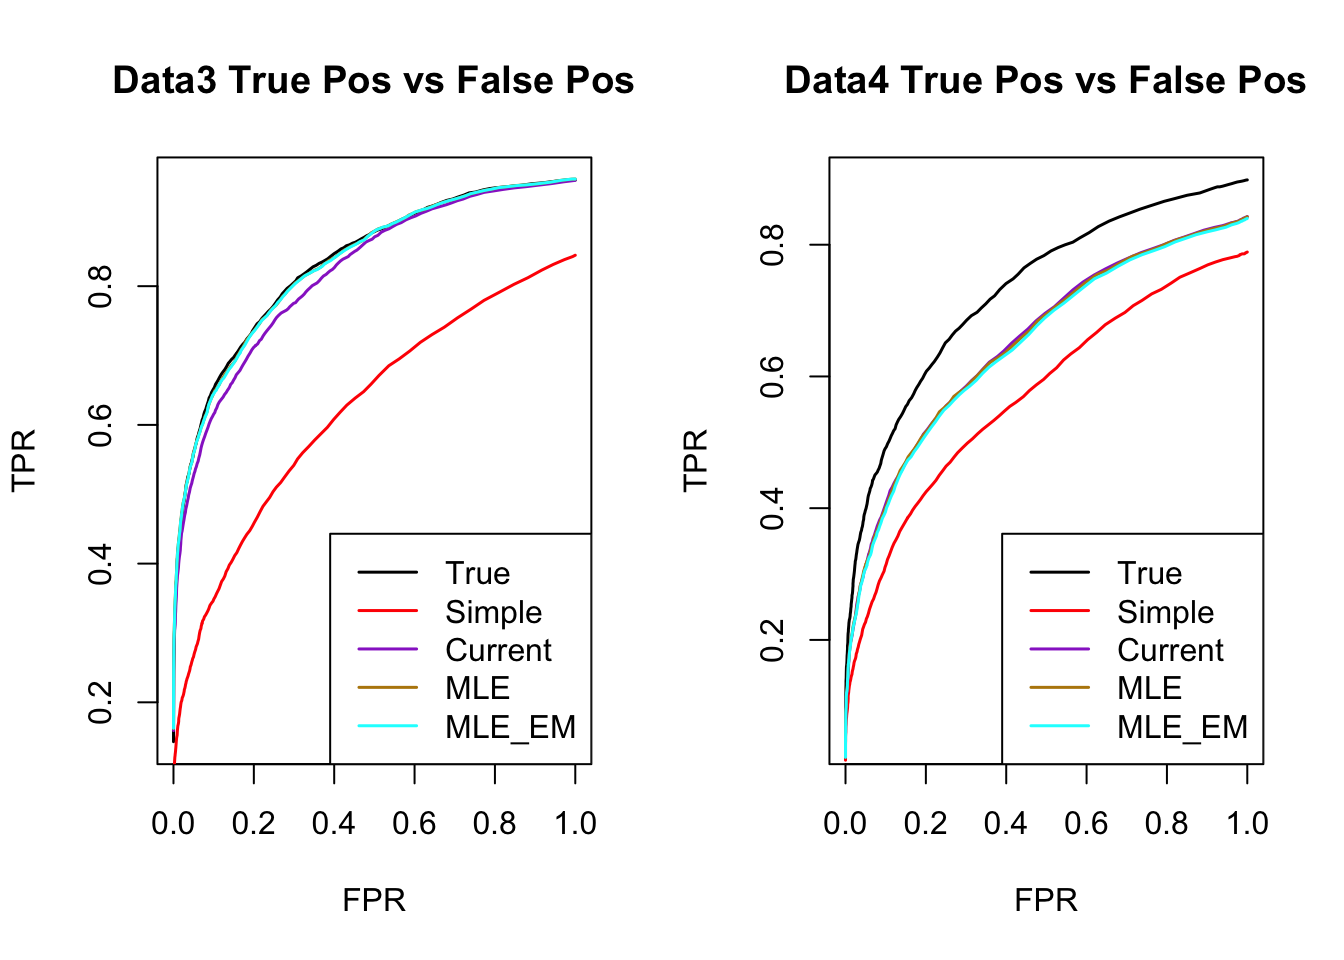 Data3 True Pos vs False Pos
TPR
0.2
0.4
0.6
0.8
True
Simple
Current
MLE
MLE_EM
0.0 0.2 0.4 0.6 0.8 1.0
FPR
Data4 True Pos vs False Pos
TPR
0.2
0.4
0.6
0.8
True
Simple
Current
MLE
MLE_EM
0.0 0.2 0.4 0.6 0.8 1.0
FPR